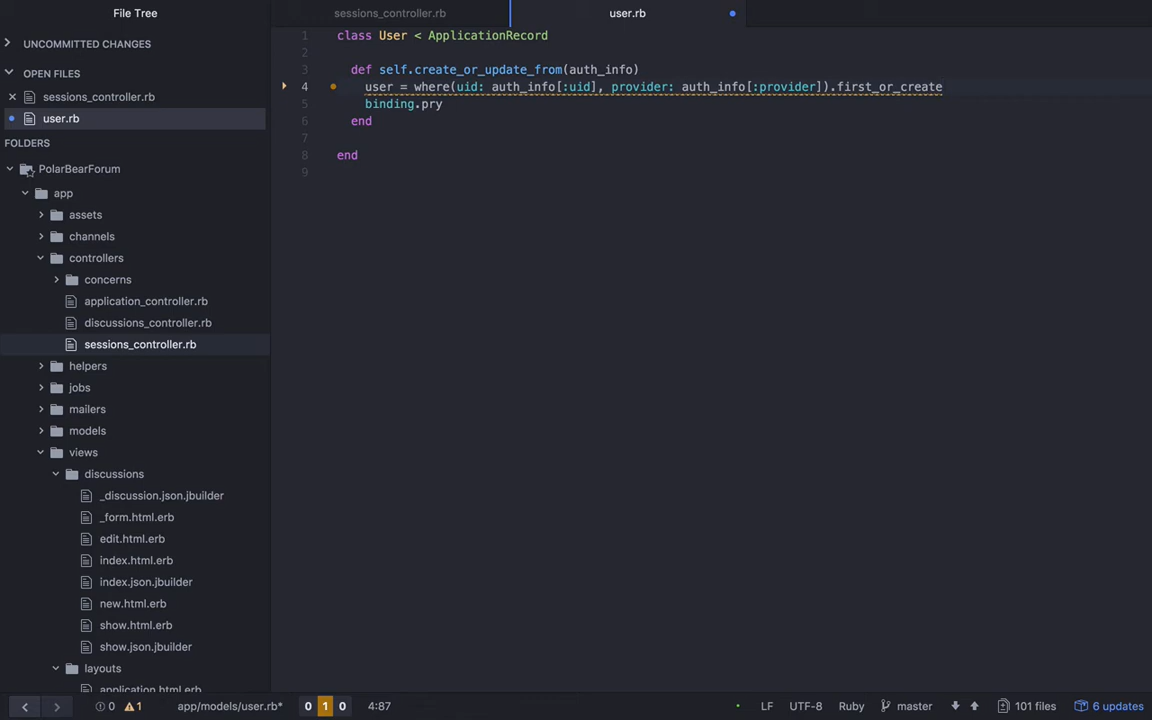 File Tree
UNCOMMITTED CHANGES
OPEN FILES
sessions_controller.rb
user.rb
FOLDERS
PolarBearForum
app
assets
channels
controllers
concerns
application_controller.rb
discussions_controller.rb
sessions_controller.rb
helpers
jobs
mailers
models
views
discussions
_discussion.json.jbuilder
_form.html.erb
edit.html.erb
index.html.erb
index.json.jbuilder
new.html.erb
show.html.erb
show.json.jbuilder
layouts
application.html.erb
sessions_controller.rb user.rb
1 class User < ApplicationRecord
2
3 def self.create_or_update_from(auth_info)
4 user = where(uid: auth_info[:uid], provider: auth_info[:provider]).first_or_create
5 binding.pry
6 end
7
8 end
9
0 1 app/models/user.rb* 0 1 0 4:87 LF UTF-8 Ruby master 101 files 6 updates